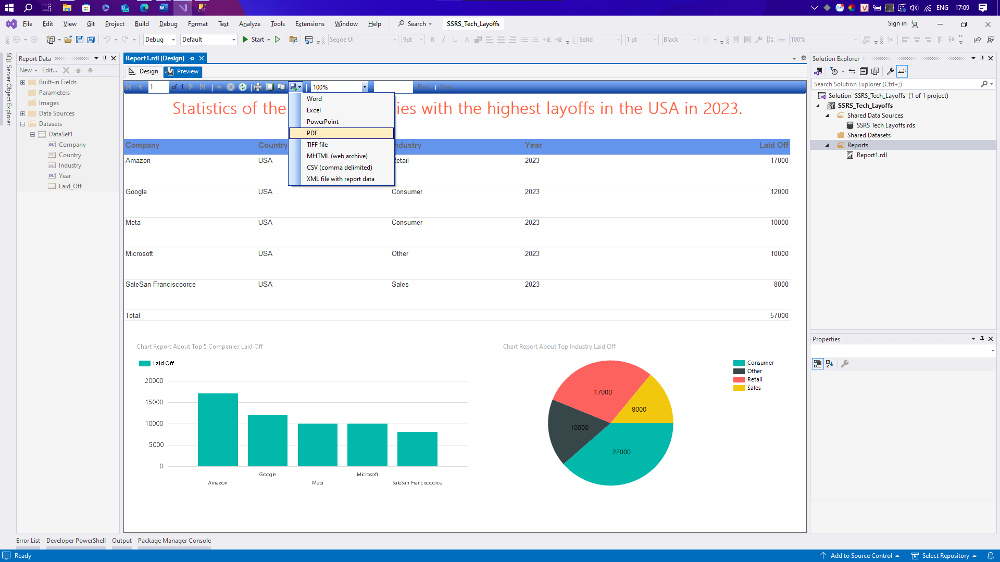 ENG 17:09
File Edit View Git Project Build Debug Format Test Analyze Tools Extensions Window Help Search SSRS_Tech_Layoffs Sign in
Debug Default Start Segoe UI 9pt B I U A Solid 1 pt Black 100%
SQL Server Object Explorer
Report Data
New Edit...
Built-in Fields
Parameters
Images
Data Sources
Datasets
DataSet1
Company
Country
Industry
Year
Laid_Off
Report1.rdl [Design]
Design Preview
1 of 1 100% Find | Next
Word
Excel
PowerPoint
PDF
TIFF file
MHTML (web archive)
CSV (comma delimited)
XML file with report data
Statistics of the ies with the highest layoffs in the USA in 2023.
Company Country Industry Year Laid Off
Amazon USA Retail 2023 17000
Google USA Consumer 2023 12000
Meta USA Consumer 2023 10000
Microsoft USA Other 2023 10000
SaleSan Franciscoorce USA Sales 2023 8000
Total 57000
Chart Report About Top 5 Companies Laid Off
Laid Off
20000
15000
10000
5000
0
Amazon Google Meta Microsoft SaleSan Franciscoorce
Chart Report About Top Industry Laid Off
17000
8000
10000
22000
Consumer
Other
Retail
Sales
Solution Explorer
Search Solution Explorer (Ctrl+;)
Solution 'SSRS_Tech_Layoffs' (1 of 1 project)
SSRS_Tech_Layoffs
Shared Data Sources
SSRS Tech Layoffs.rds
Shared Datasets
Reports
Report1.rdl
Properties
Error List Developer PowerShell Output Package Manager Console
Ready Add to Source Control Select Repository